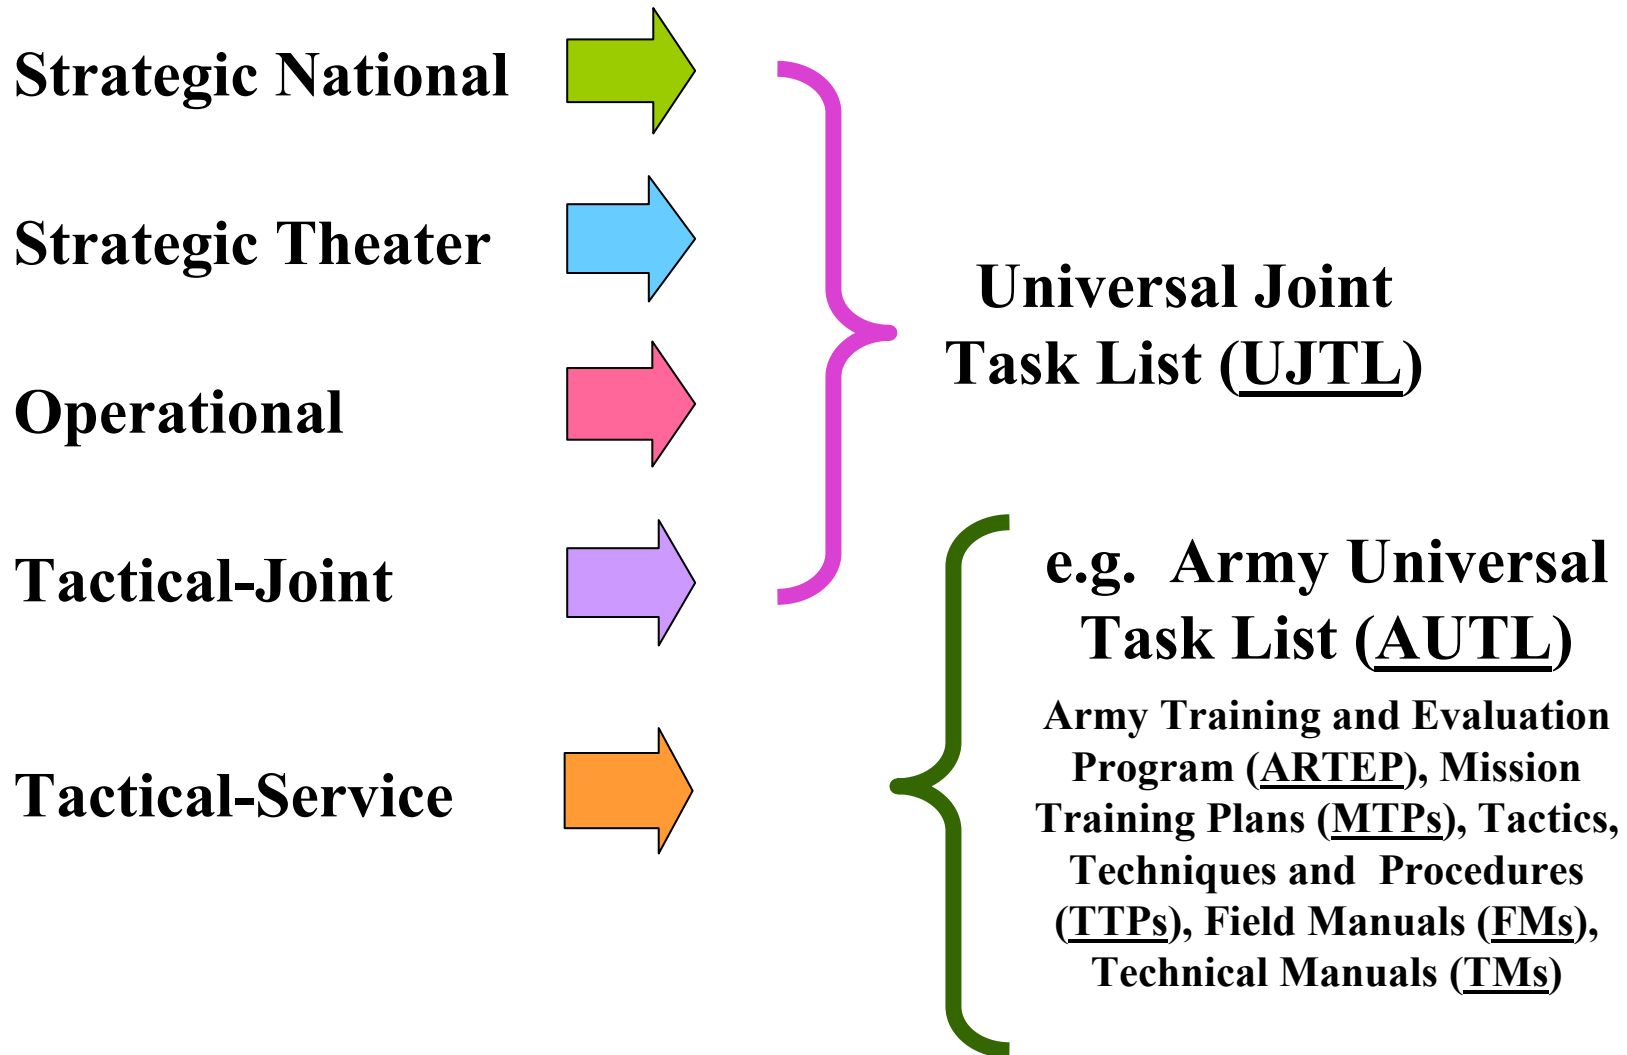 Strategic National
Strategic Theater
Operational
Tactical-Joint
Tactical-Service
Universal Joint
Task List (UJTL)
e.g.  Army Universal
Task List (AUTL)
Army Training and Evaluation
Program (ARTEP), Mission
Training Plans (MTPs), Tactics,
Techniques and  Procedures
(TTPs), Field Manuals (FMs),
Technical Manuals (TMs)